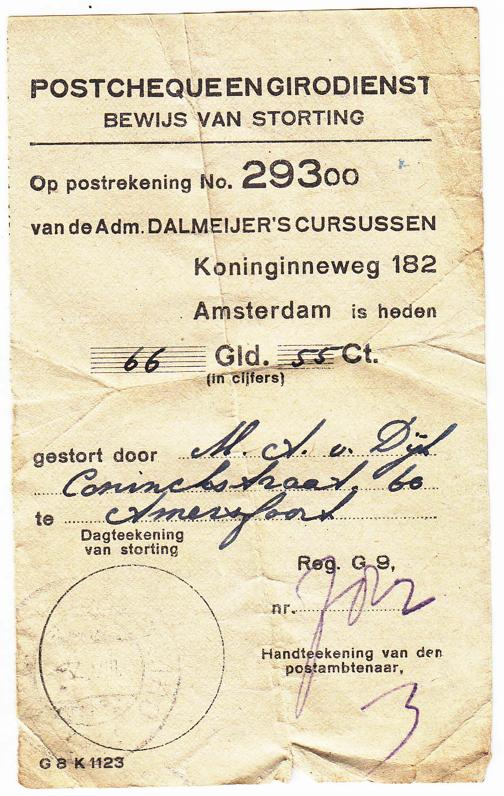 POSTCHEQUE EN GIRODIENST
BEWIJS VAN STORTING
Op postrekening No. 29300
van de Adm. DALMEIJER'S CURSUSSEN
Koninginneweg 182
Amsterdam is heden
66 Gld. 55 Ct.
(in cijfers)
gestort door M. A. v. Dijk
Coninckstraat. 60
te Amersfoort
Dagteekening
van storting
Reg. G 9,
nr.
Handteekening van den
postambtenaar,
3
G 8 K 1123